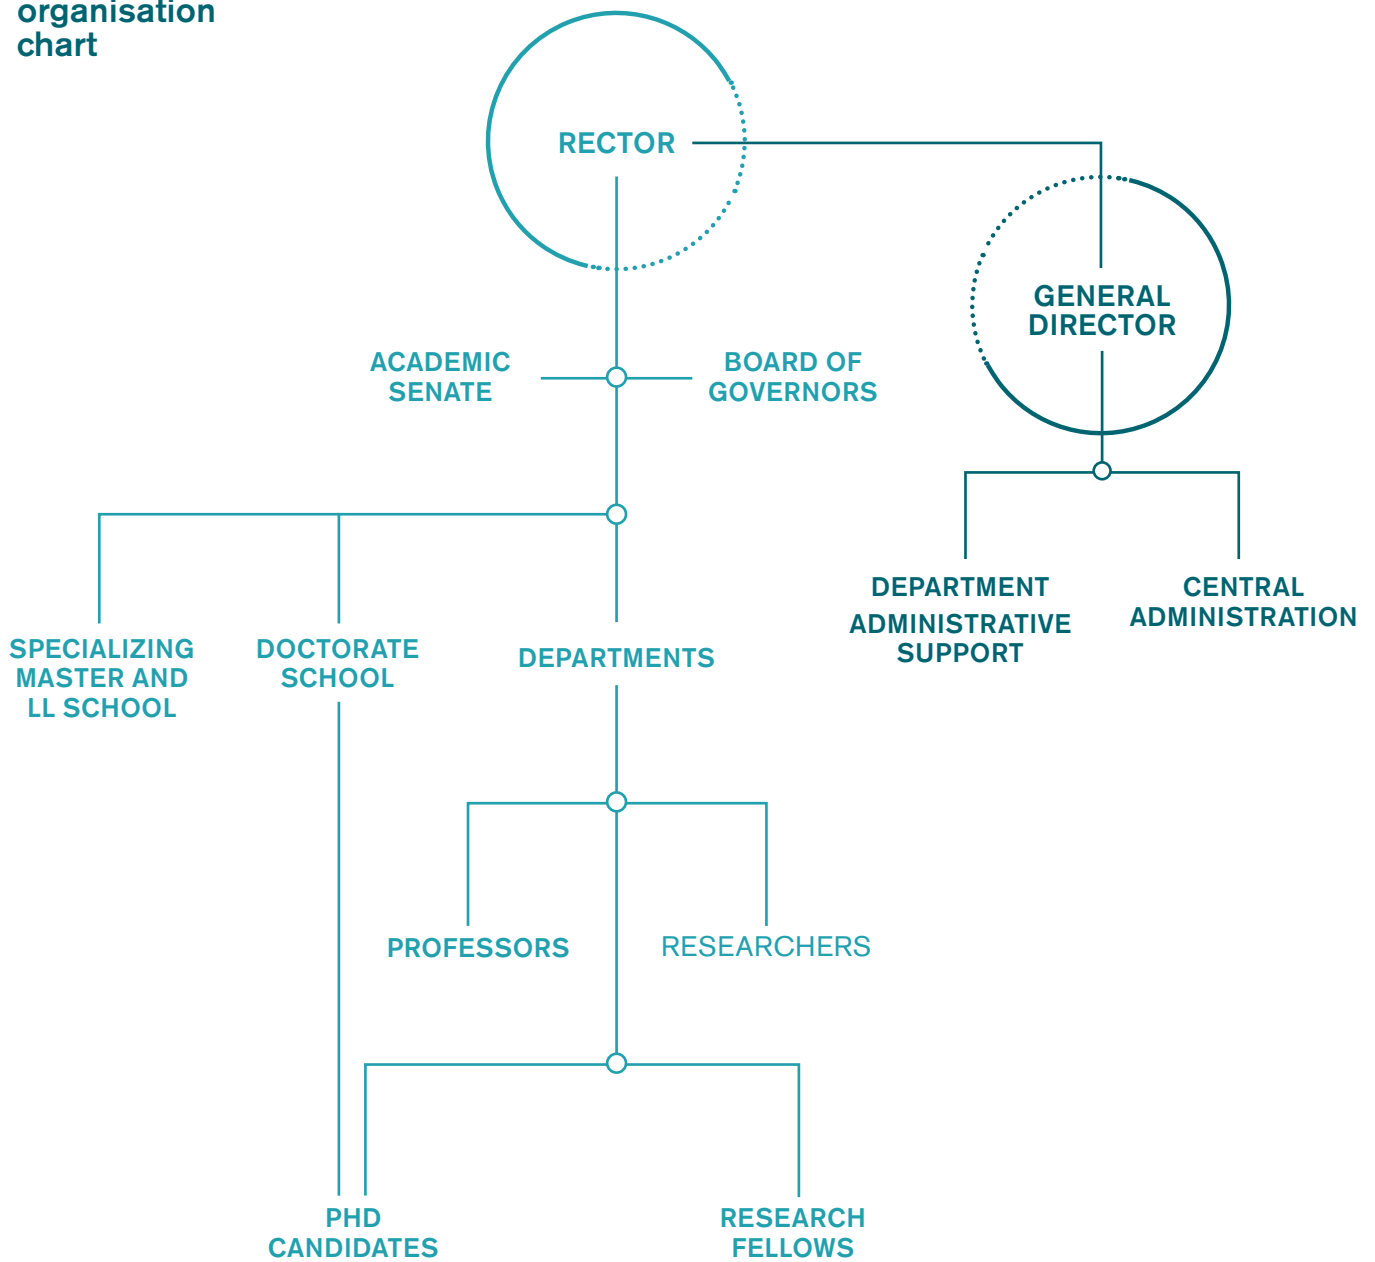 organisation
chart
RECTOR
GENERAL
DIRECTOR
ACADEMIC
SENATE
BOARD OF
GOVERNORS
DEPARTMENT
ADMINISTRATIVE
SUPPORT
CENTRAL
ADMINISTRATION
SPECIALIZING
MASTER AND
LL SCHOOL
DOCTORATE
SCHOOL
DEPARTMENTS
PROFESSORS
RESEARCHERS
PHD
CANDIDATES
RESEARCH
FELLOWS